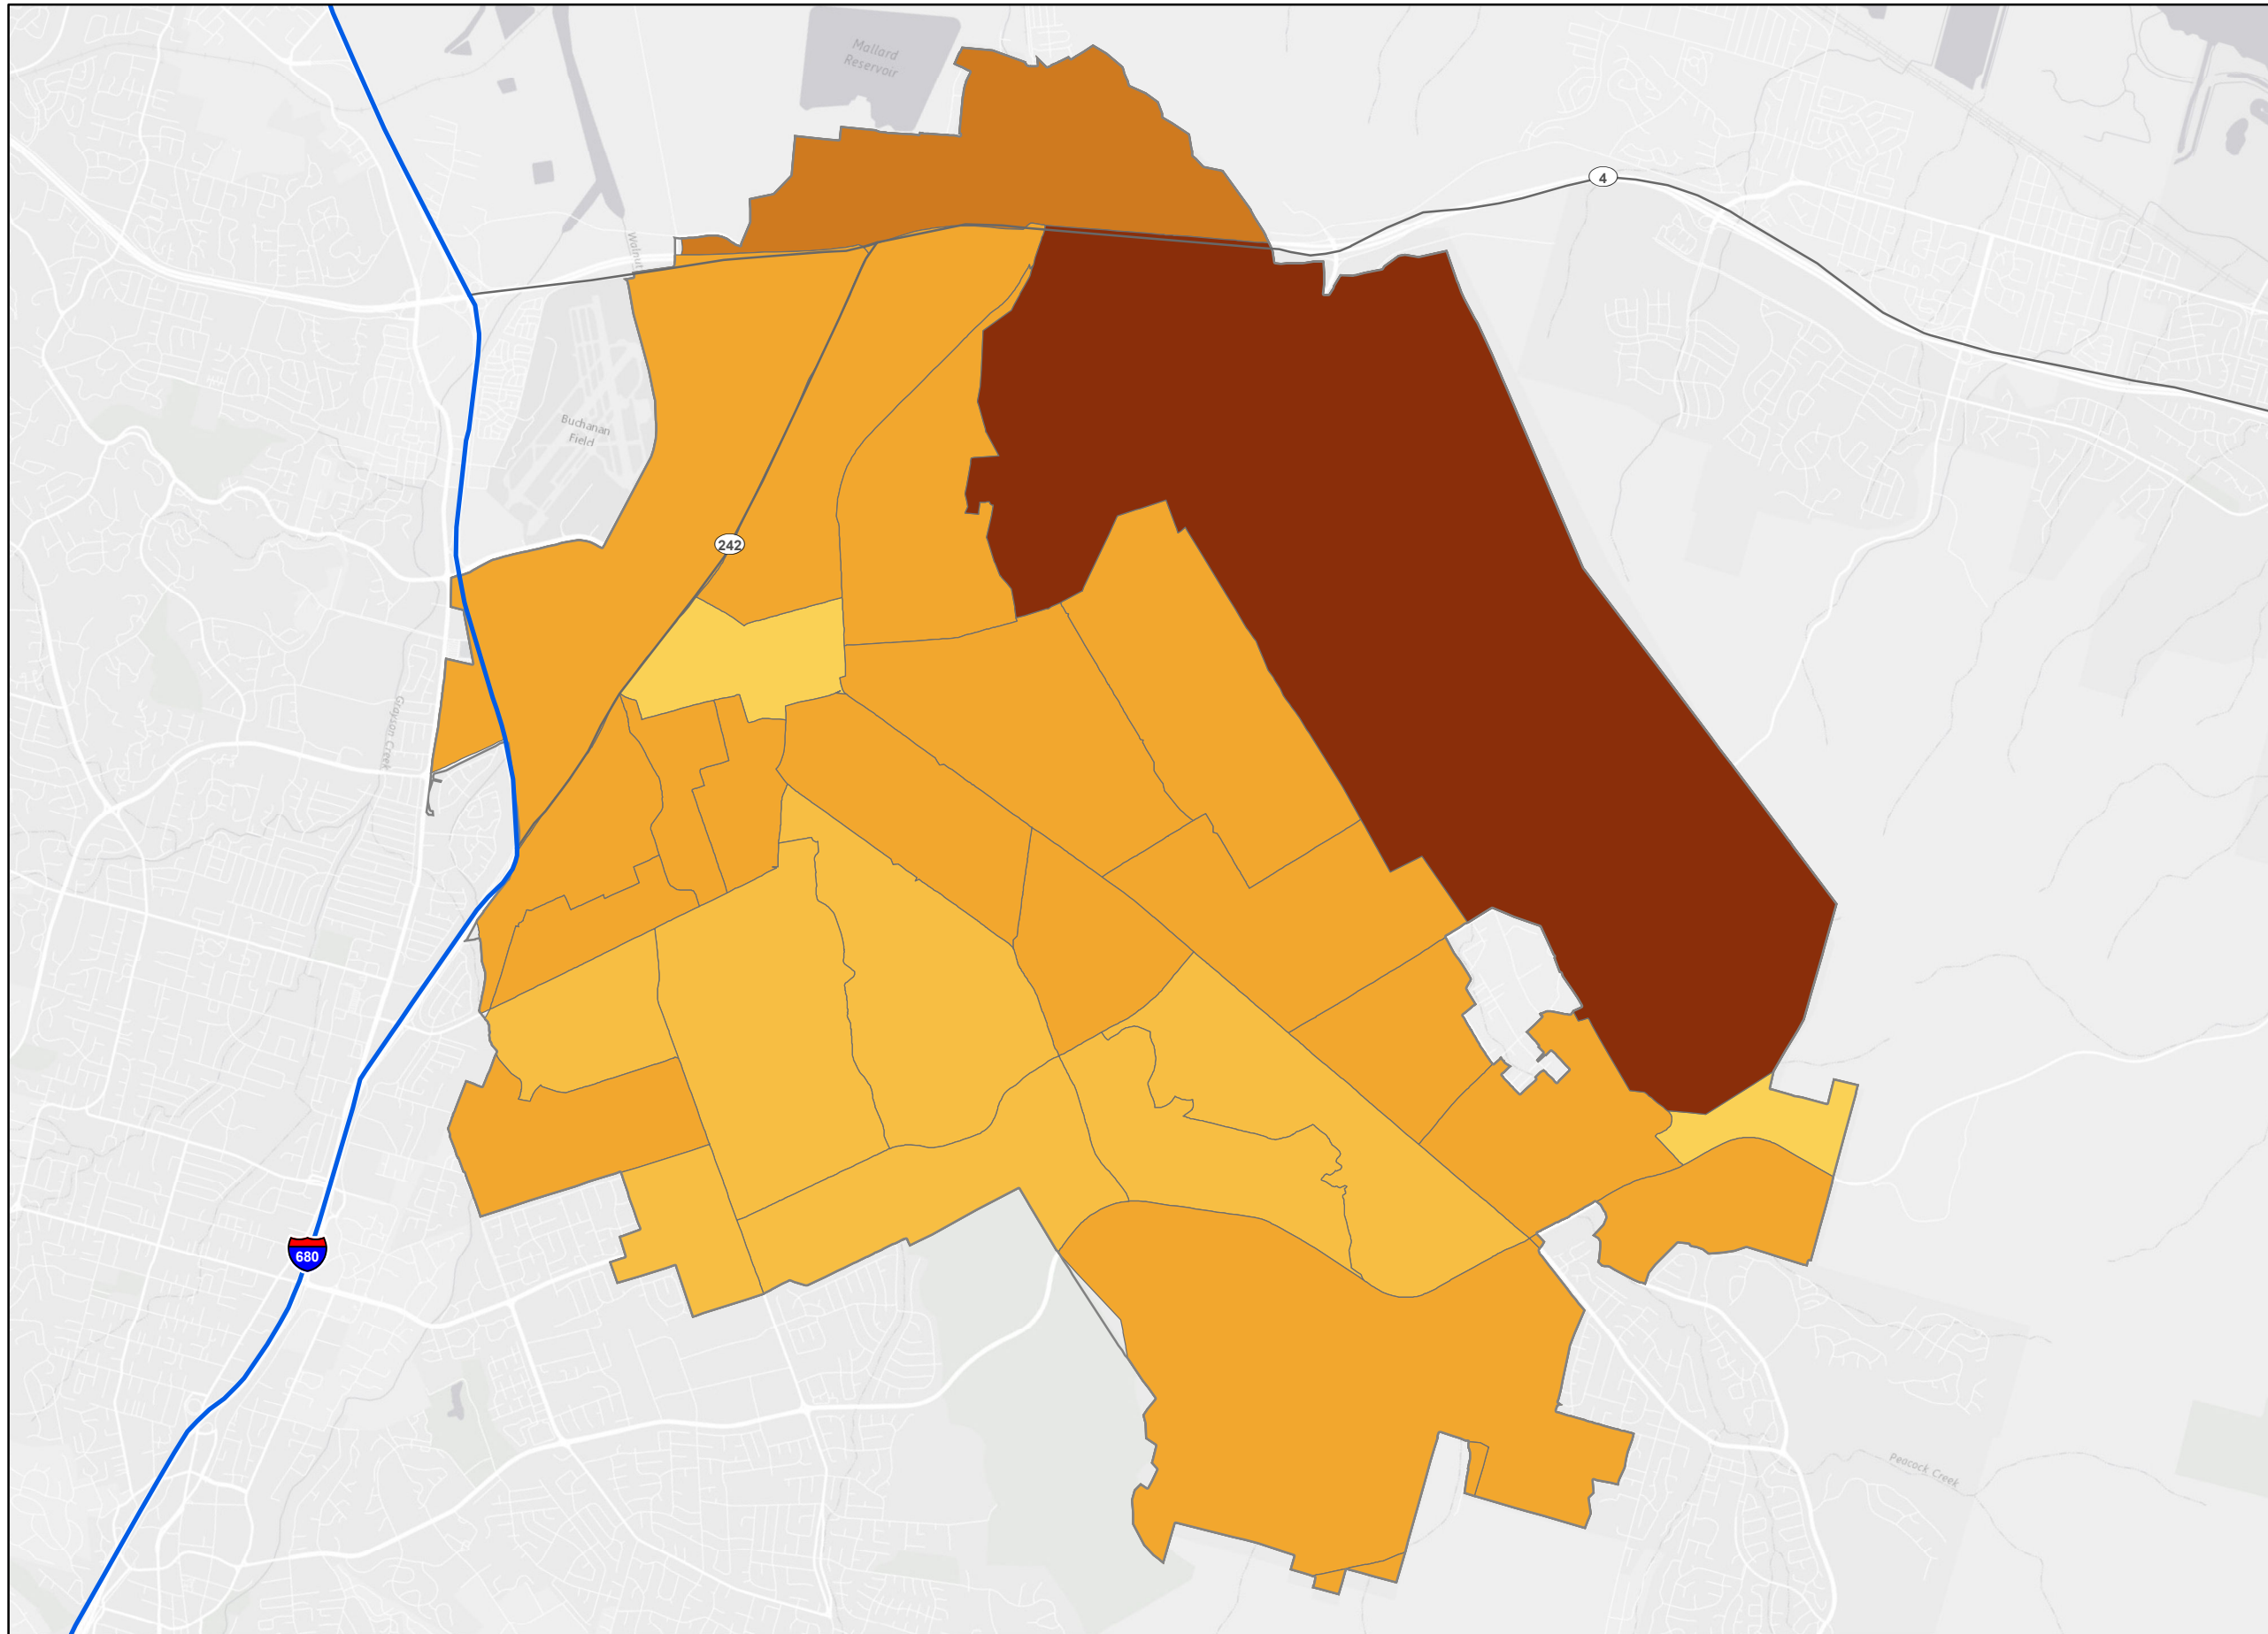 Mallard
Reservoir
4
Walnut
Buchanan
Field
242
Grayson Creek
680
Peacock Creek